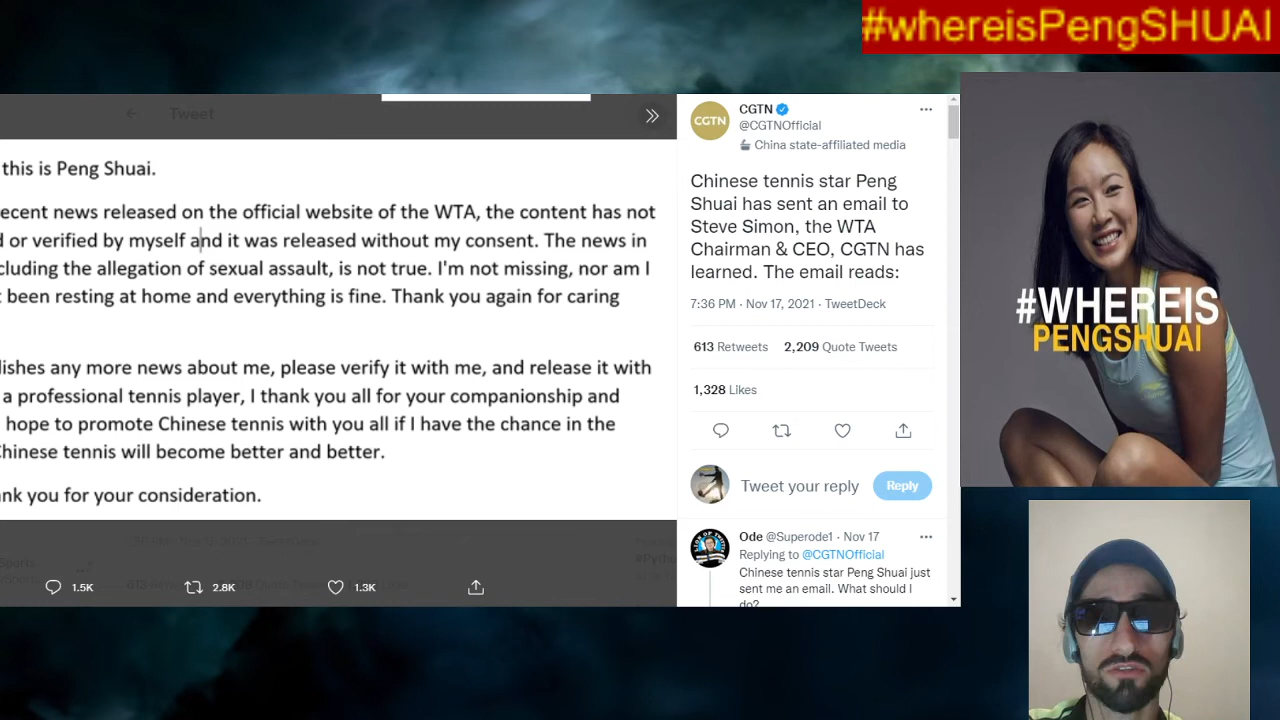 #whereisPengSHUAI
Tweet
this is Peng Shuai.
ecent news released on the official website of the WTA, the content has not
d or verified by myself and it was released without my consent. The news in
cluding the allegation of sexual assault, is not true. I'm not missing, nor am I
t been resting at home and everything is fine. Thank you again for caring
lishes any more news about me, please verify it with me, and release it with
a professional tennis player, I thank you all for your companionship and
hope to promote Chinese tennis with you all if I have the chance in the
Chinese tennis will become better and better.
nk you for your consideration.
1.5K 2.8K 1.3K
CGTN
CGTN
@CGTNOfficial
China state-affiliated media
Chinese tennis star Peng
Shuai has sent an email to
Steve Simon, the WTA
Chairman & CEO, CGTN has
learned. The email reads:
7:36 PM · Nov 17, 2021 · TweetDeck
613 Retweets 2,209 Quote Tweets
1,328 Likes
Tweet your reply
Reply
Ode @Superode1 · Nov 17
Replying to @CGTNOfficial
Chinese tennis star Peng Shuai just
sent me an email. What should I
do?
#WHEREIS
PENGSHUAI